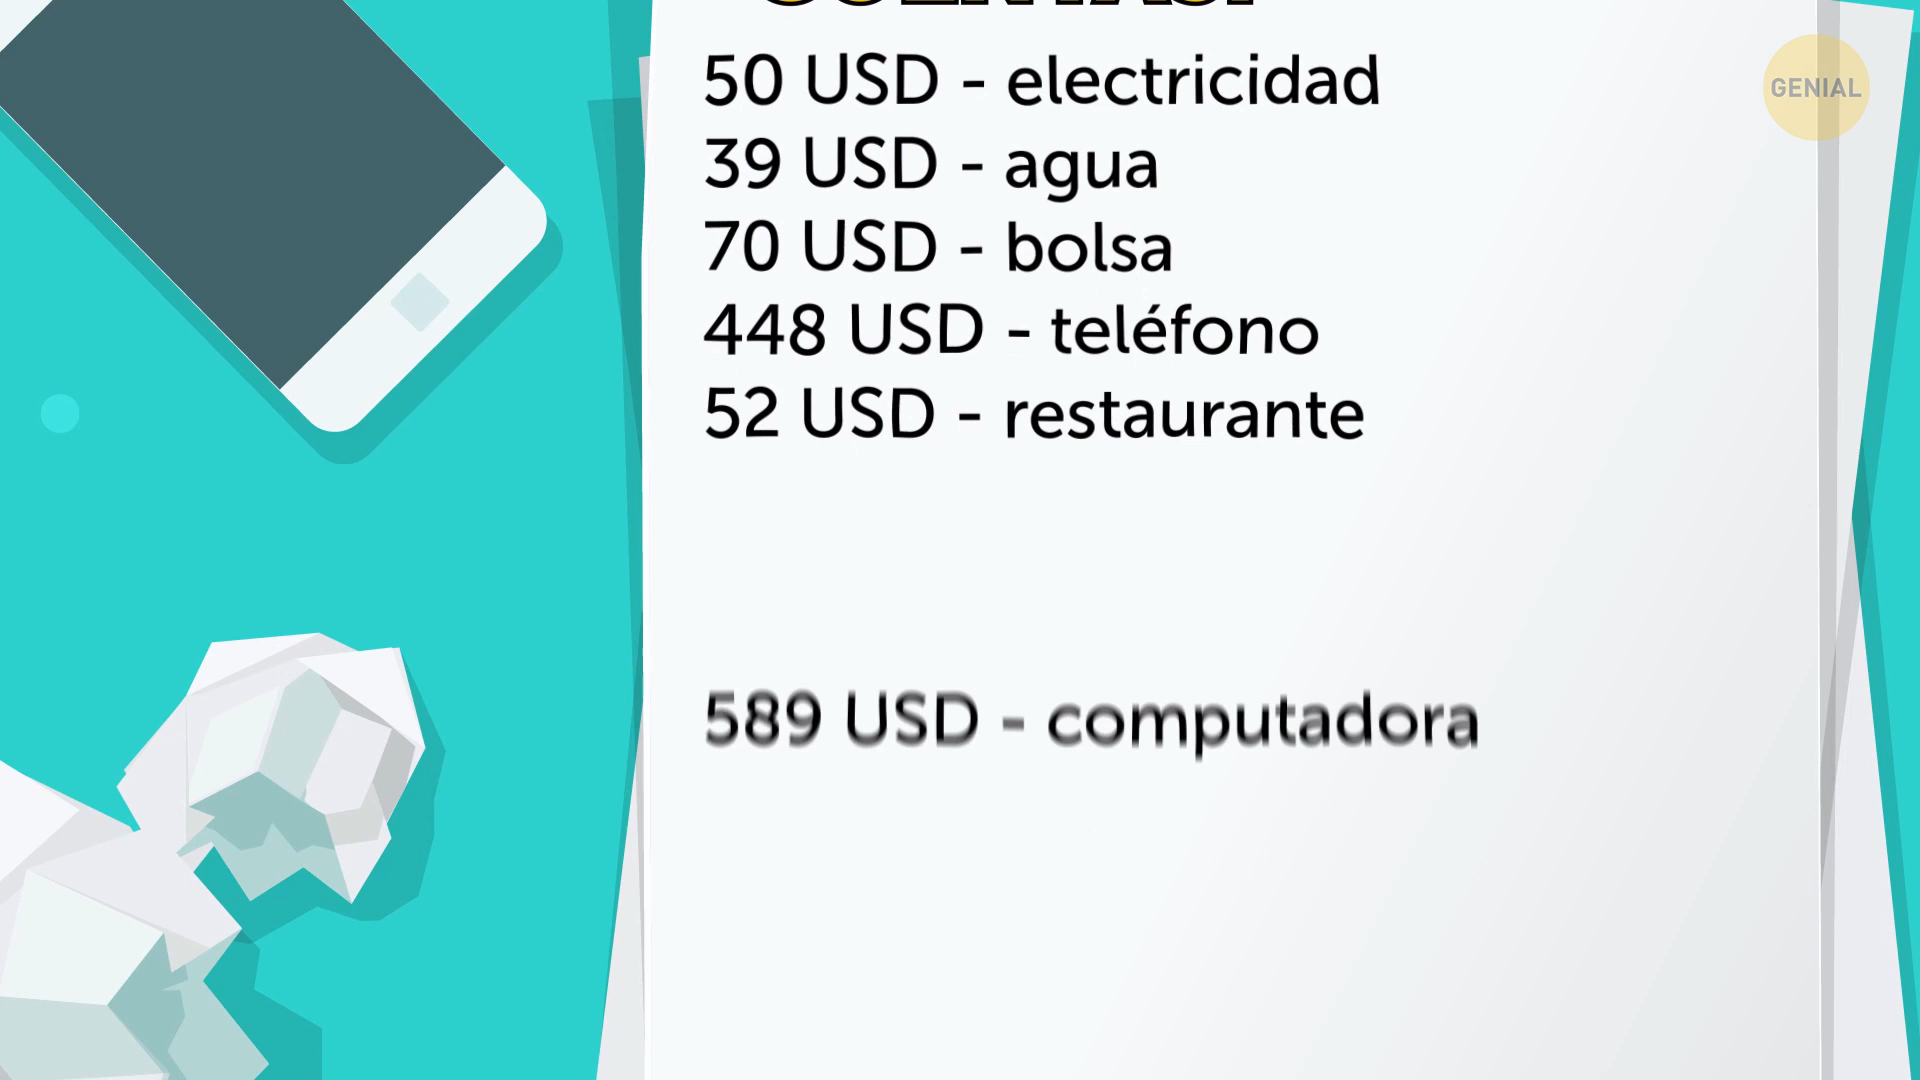 50 USD - electricidad
39 USD - agua
70 USD - bolsa
448 USD - teléfono
52 USD - restaurante
589 USD - computadora
GENIAL